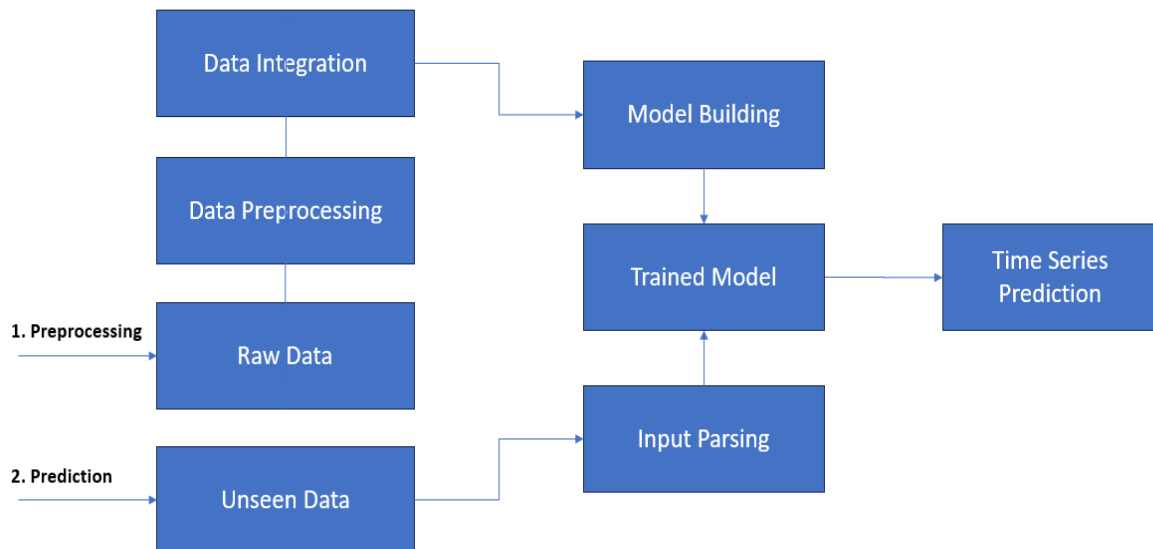 Data Integration
Model Building
Data Preprocessing
Trained Model
Time Series
Prediction
1. Preprocessing
Raw Data
Input Parsing
2. Prediction
Unseen Data